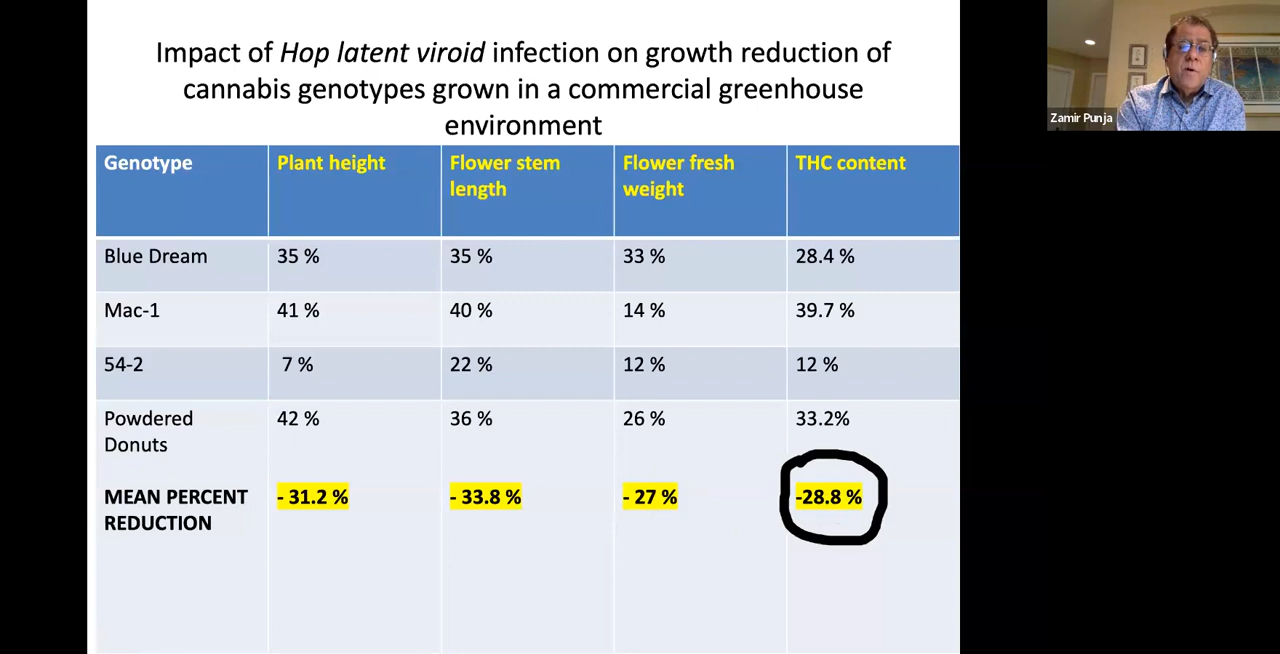 Impact of Hop latent viroid infection on growth reduction of
cannabis genotypes grown in a commercial greenhouse
environment
Zamir Punja
Genotype Plant height Flower stem length Flower fresh weight THC content
Blue Dream 35 % 35 % 33 % 28.4 %
Mac-1 41 % 40 % 14 % 39.7 %
54-2 7 % 22 % 12 % 12 %
Powdered Donuts 42 % 36 % 26 % 33.2%
MEAN PERCENT REDUCTION - 31.2 % - 33.8 % - 27 % -28.8 %